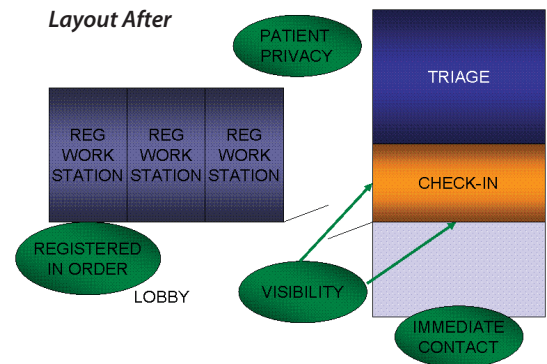 Layout After
PATIENT
PRIVACY
TRIAGE
REG
WORK
STATION
REG
WORK
STATION
REG
WORK
STATION
CHECK-IN
REGISTERED
IN ORDER
LOBBY
VISIBILITY
IMMEDIATE
CONTACT